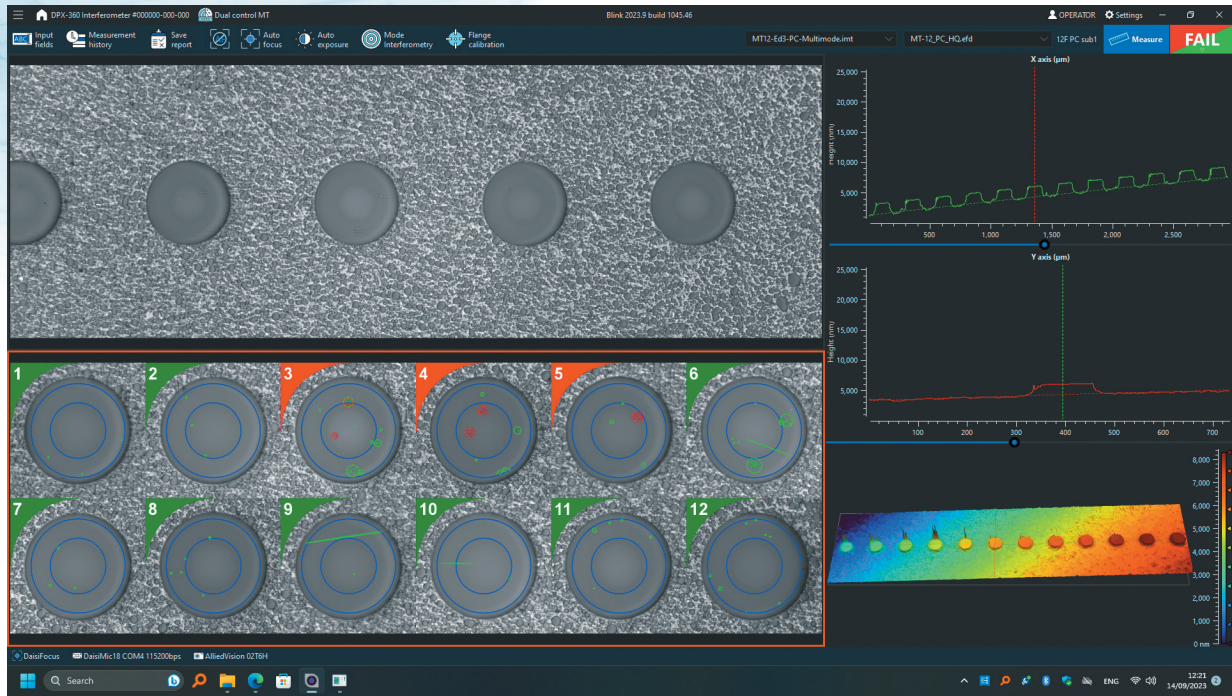 DPX-360 Interferometer #000000-000-000 Dual control MT Blink 2023.9 build 1045.46 OPERATOR Settings
ABC Input fields Measurement history Save report Auto focus Auto exposure Mode Interferometry Flange calibration MT12-Ed3-PC-Multimode.imt MT-12_PC_HQ.efd 12F PC sub1 Measure FAIL
X axis (µm)
25,000
20,000
15,000
10,000
5,000
Height (nm)
500 1,000 1,500 2,000 2,500
Y axis (µm)
25,000
20,000
15,000
10,000
5,000
Height (nm)
100 200 300 400 500 600 700
1 2 3 4 5 6
7 8 9 10 11 12
8,000
7,000
6,000
5,000
4,000
3,000
2,000
1,000
0 nm
DaisiFocus DaisiMic18 COM4 115200bps AlliedVision 02T6H
Search ENG 12:21
14/09/2023 2